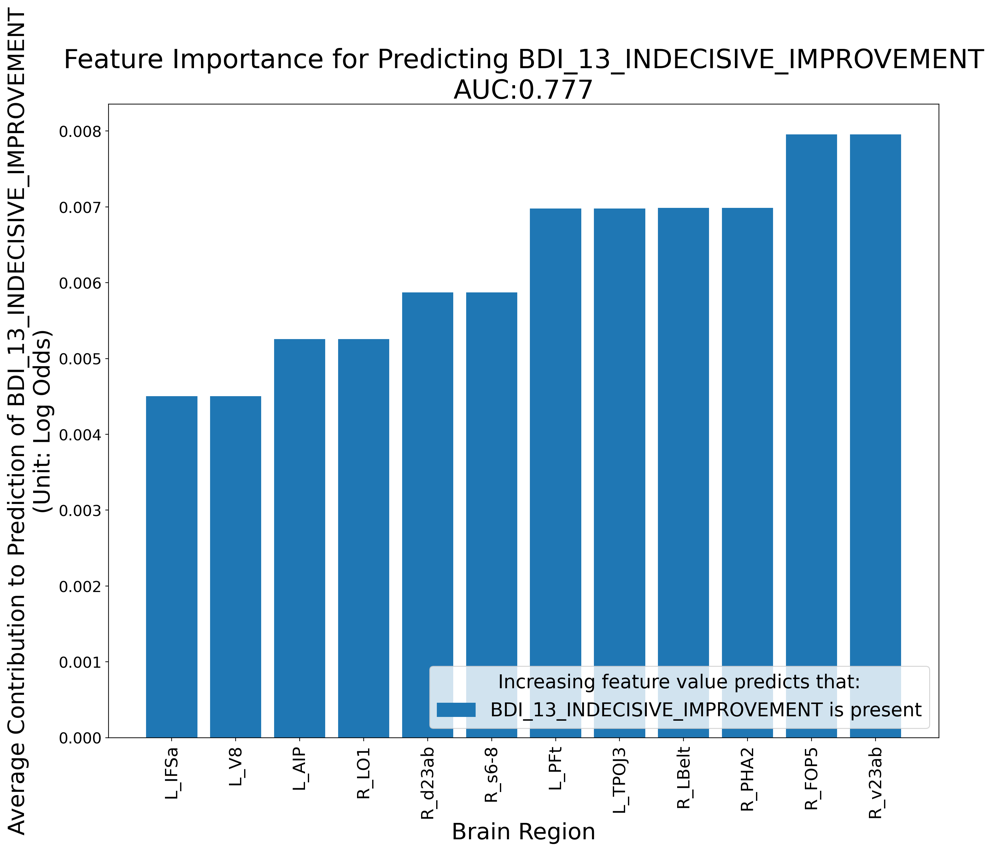 Feature Importance for Predicting BDI_13_INDECISIVE_IMPROVEMENT
AUC:0.777
Average Contribution to Prediction of BDI_13_INDECISIVE_IMPROVEMENT
(Unit: Log Odds)
0.008
0.007
0.006
0.005
0.004
0.003
0.002
0.001
0.000
Increasing feature value predicts that:
BDI_13_INDECISIVE_IMPROVEMENT is present
L_IFSa
L_V8
L_AIP
R_LO1
R_d23ab
R_s6-8
L_PFt
L_TPOJ3
R_LBelt
R_PHA2
R_FOP5
R_v23ab
Brain Region